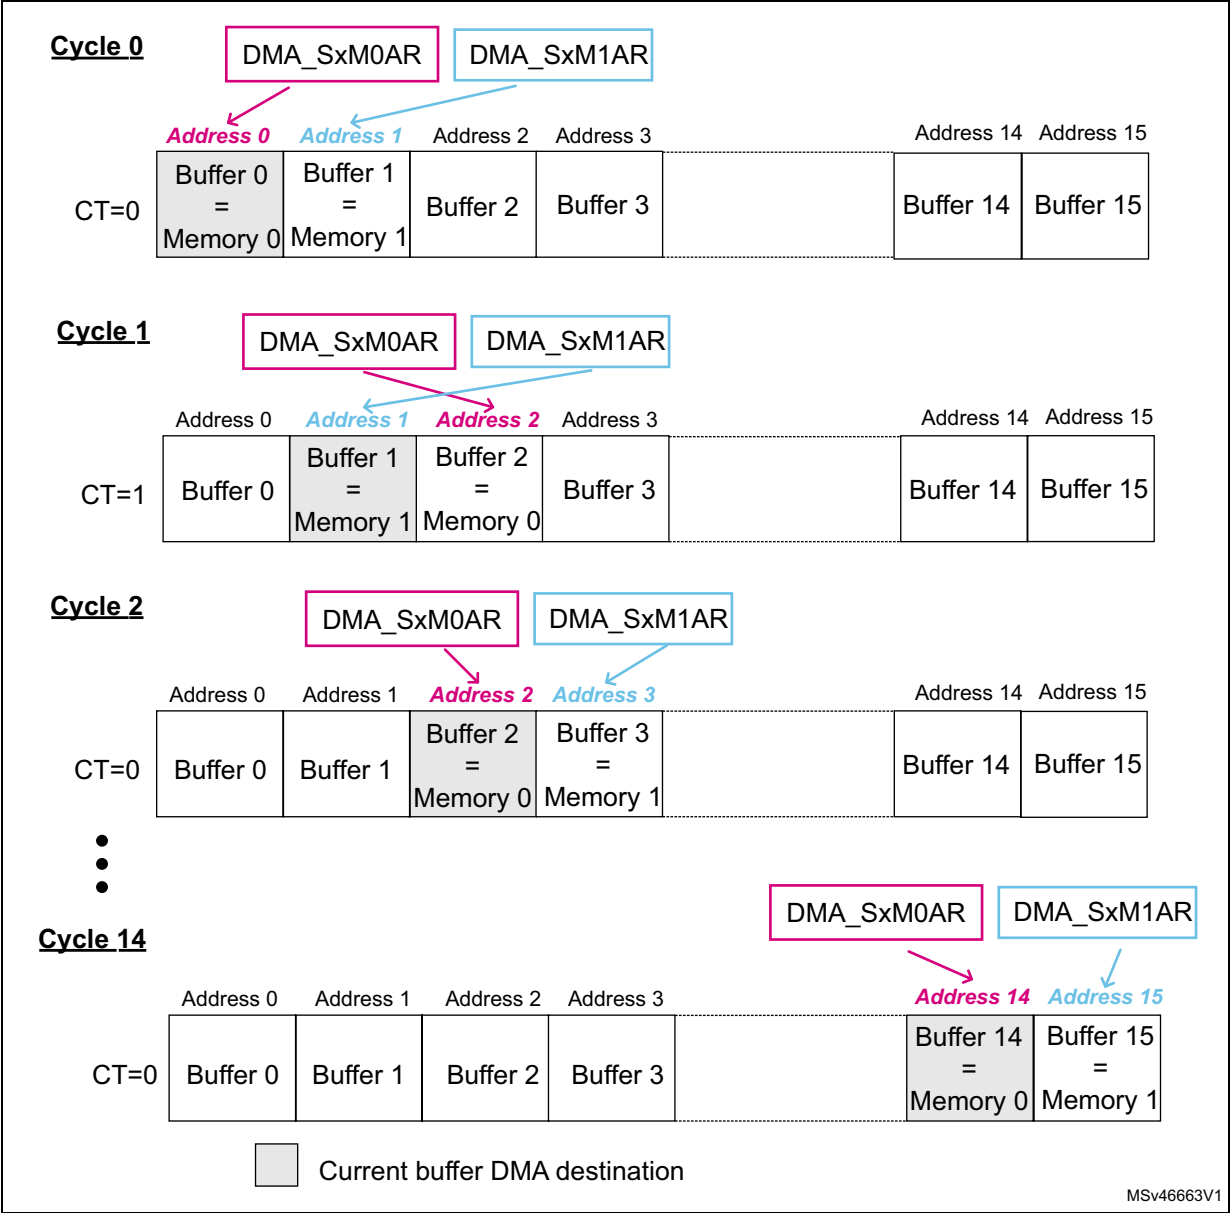 Cycle 0
DMA_SxM0AR DMA_SxM1AR
Address 0 Address 1 Address 2 Address 3 Address 14 Address 15
CT=0
Buffer 0
=
Memory 0
Buffer 1
=
Memory 1
Buffer 2
Buffer 3
Buffer 14
Buffer 15
Cycle 1
DMA_SxM0AR DMA_SxM1AR
Address 0 Address 1 Address 2 Address 3 Address 14 Address 15
CT=1
Buffer 0
Buffer 1
=
Memory 1
Buffer 2
=
Memory 0
Buffer 3
Buffer 14
Buffer 15
Cycle 2
DMA_SxM0AR DMA_SxM1AR
Address 0 Address 1 Address 2 Address 3 Address 14 Address 15
CT=0
Buffer 0
Buffer 1
Buffer 2
=
Memory 0
Buffer 3
=
Memory 1
Buffer 14
Buffer 15
Cycle 14
DMA_SxM0AR DMA_SxM1AR
Address 0 Address 1 Address 2 Address 3 Address 14 Address 15
CT=0
Buffer 0
Buffer 1
Buffer 2
Buffer 3
Buffer 14
=
Memory 0
Buffer 15
=
Memory 1
Current buffer DMA destination
MSv46663V1